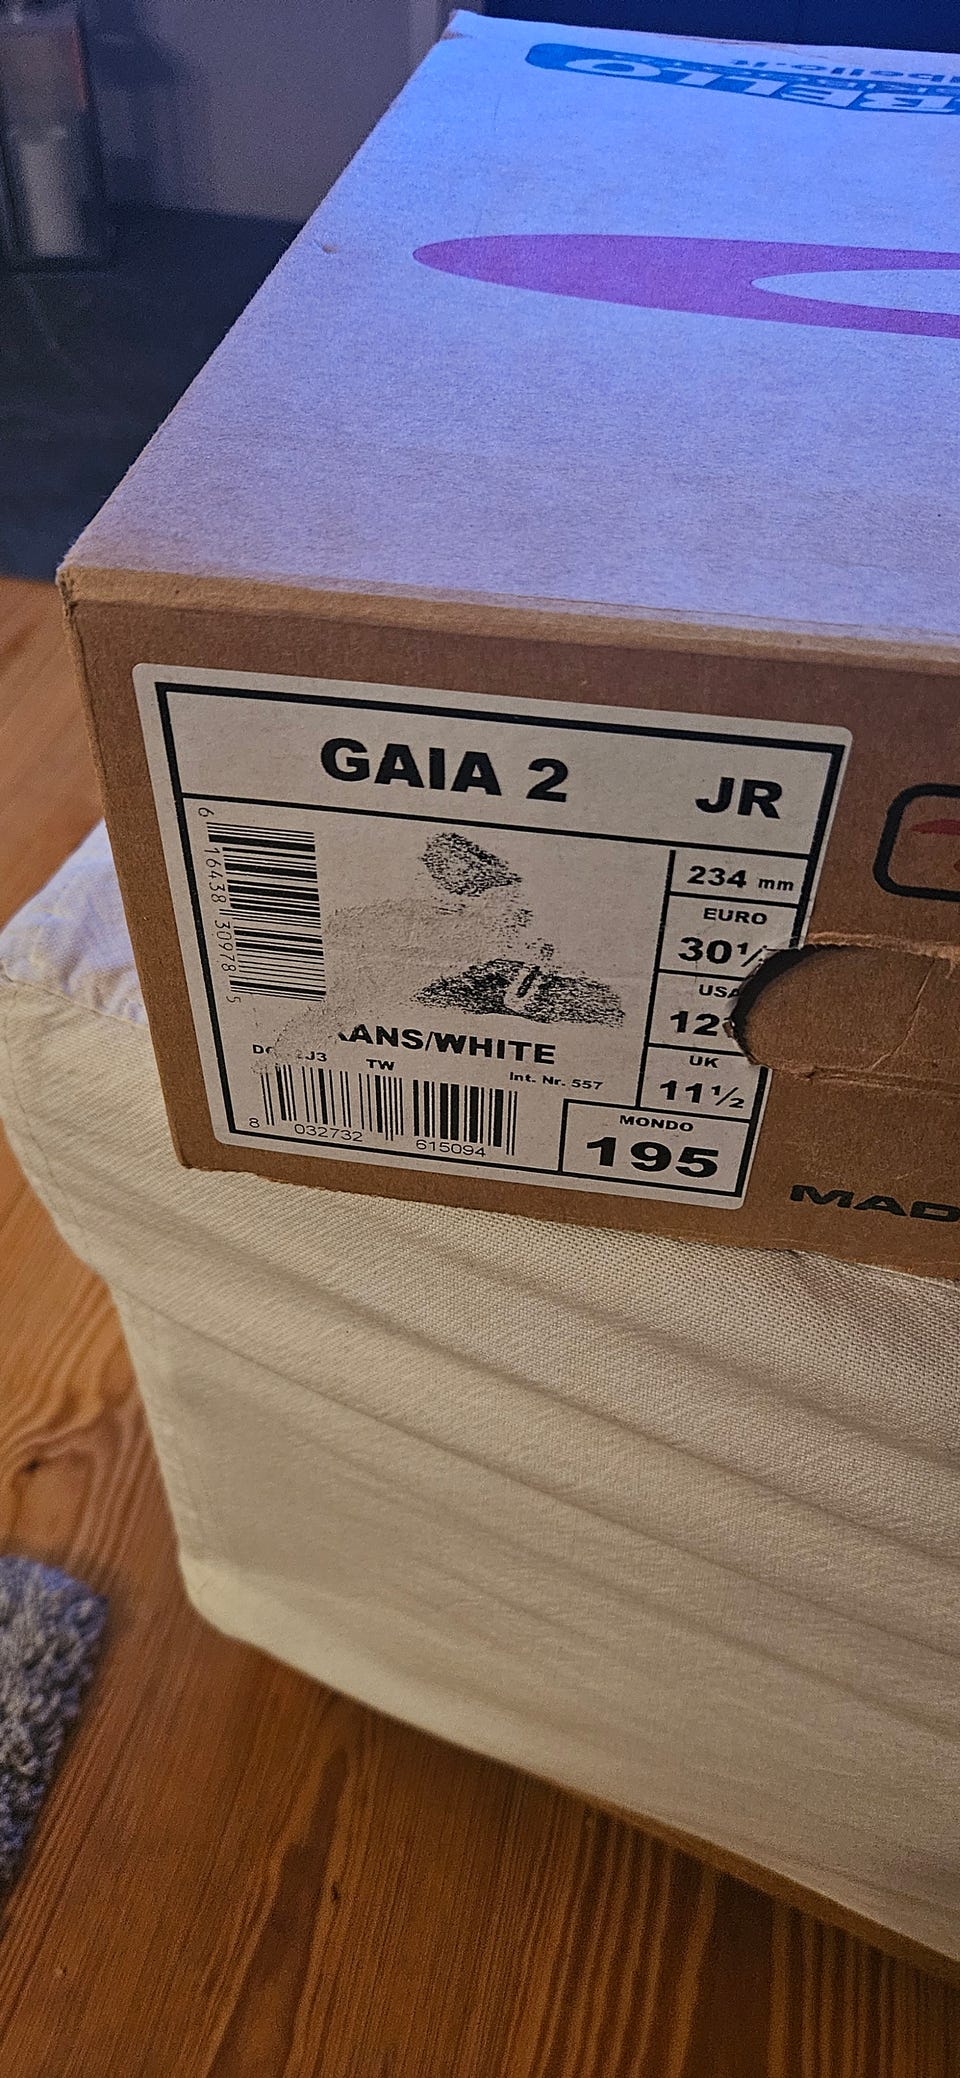 GAIA 2 JR
6 16438 30978 5
234 mm
EURO
USA
UK
11½
MONDO
195
TW
Int. Nr. 557
8 032732 615094